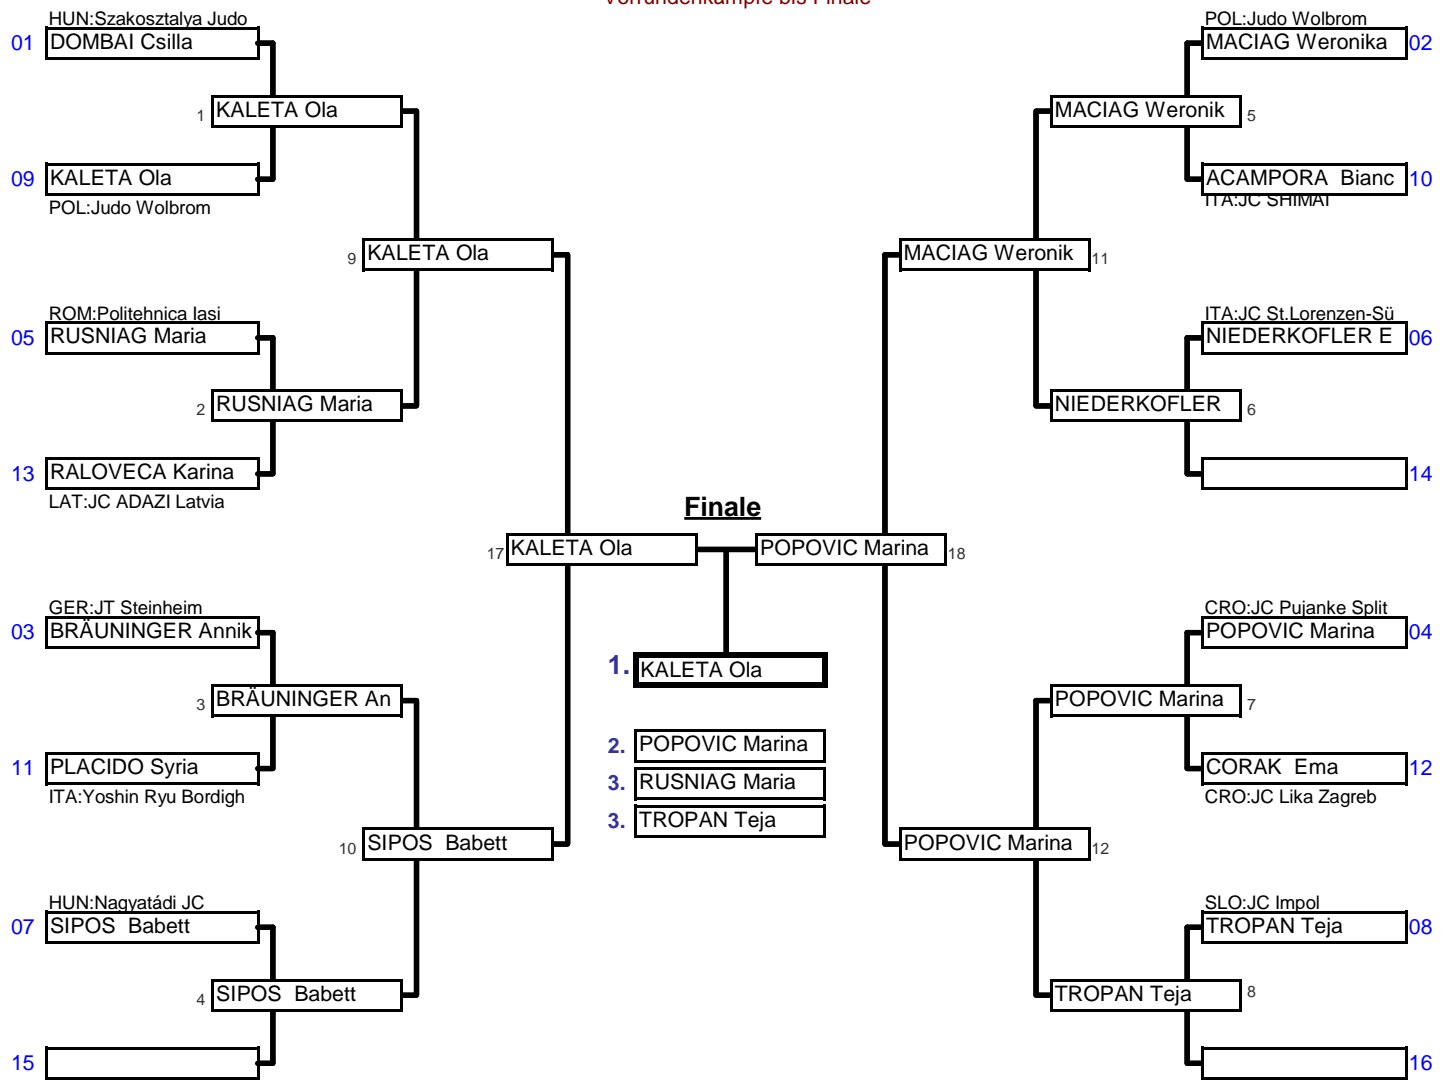 Vorrundenkämpfe bis Finale
HUN:Szakosztalya Judo
01 DOMBAI Csilla
1 KALETA Ola
09 KALETA Ola
POL:Judo Wolbrom
9 KALETA Ola
ROM:Politehnica Iasi
05 RUSNIAG Maria
2 RUSNIAG Maria
13 RALOVECA Karina
LAT:JC ADAZI Latvia
17 KALETA Ola
GER:JT Steinheim
03 BRÄUNINGER Annik
3 BRÄUNINGER An
11 PLACIDO Syria
ITA:Yoshin Ryu Bordigh
10 SIPOS Babett
HUN:Nagyatádi JC
07 SIPOS Babett
4 SIPOS Babett
15
Finale
1. KALETA Ola
2. POPOVIC Marina
3. RUSNIAG Maria
3. TROPAN Teja
POL:Judo Wolbrom
MACIAG Weronika 02
MACIAG Weronik 5
ACAMPORA Bianc 10
ITA:JC SHIMAI
MACIAG Weronik 11
ITA:JC St.Lorenzen-Sü
NIEDERKOFLER E 06
NIEDERKOFLER 6
14
POPOVIC Marina 18
CRO:JC Pujanke Split
POPOVIC Marina 04
POPOVIC Marina 7
CORAK Ema 12
CRO:JC Lika Zagreb
POPOVIC Marina 12
SLO:JC Impol
TROPAN Teja 08
TROPAN Teja 8
16